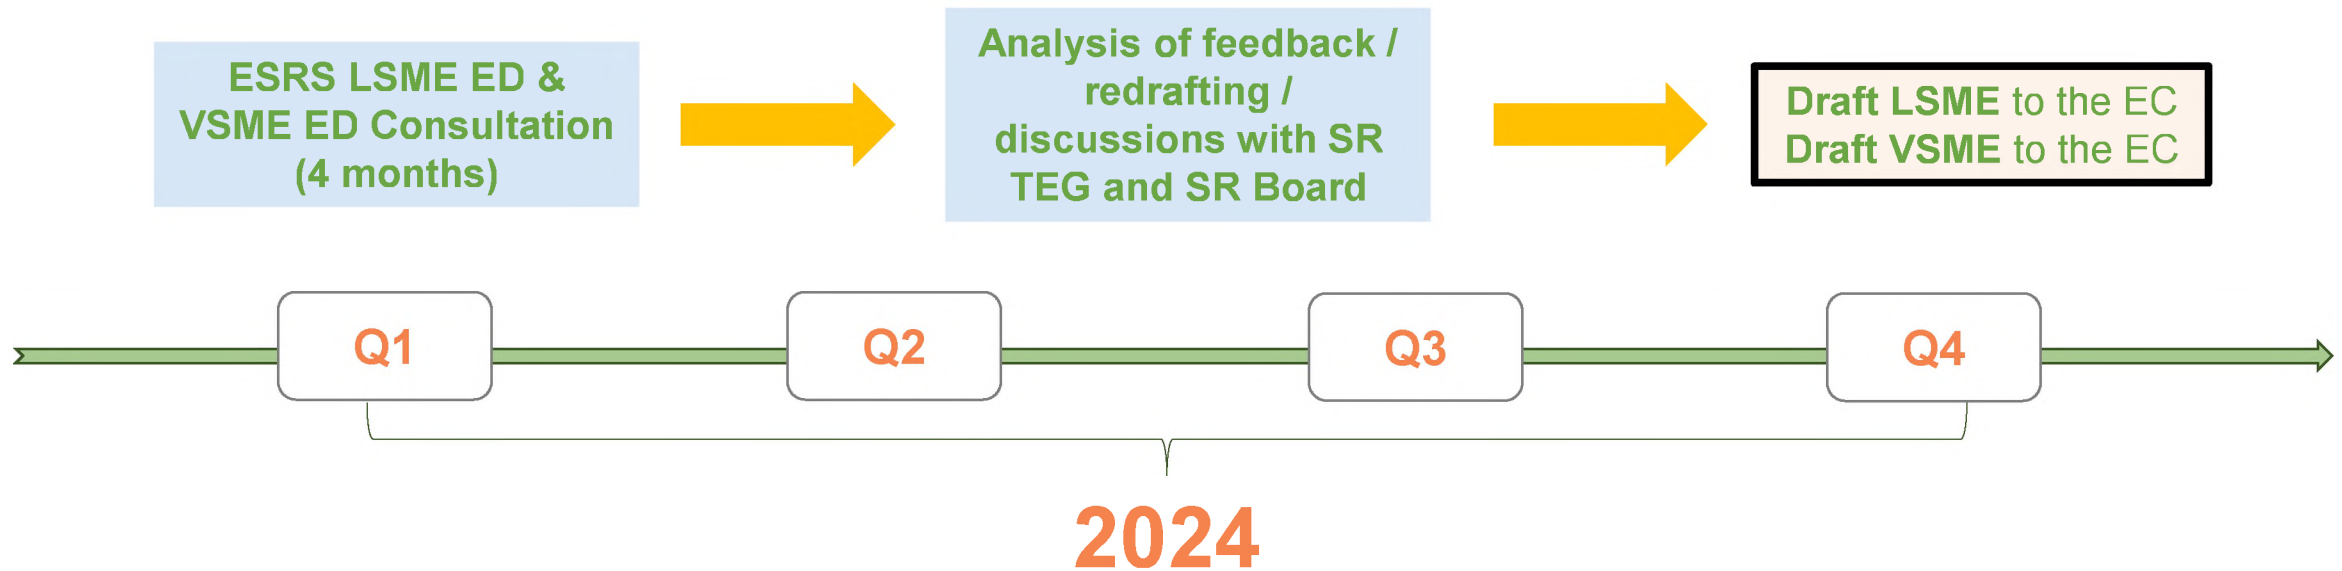 ESRS LSME ED &
VSME ED Consultation
(4 months)
Analysis of feedback /
redrafting /
discussions with SR
TEG and SR Board
Draft LSME to the EC
Draft VSME to the EC
Q1
Q2
Q3
Q4
2024